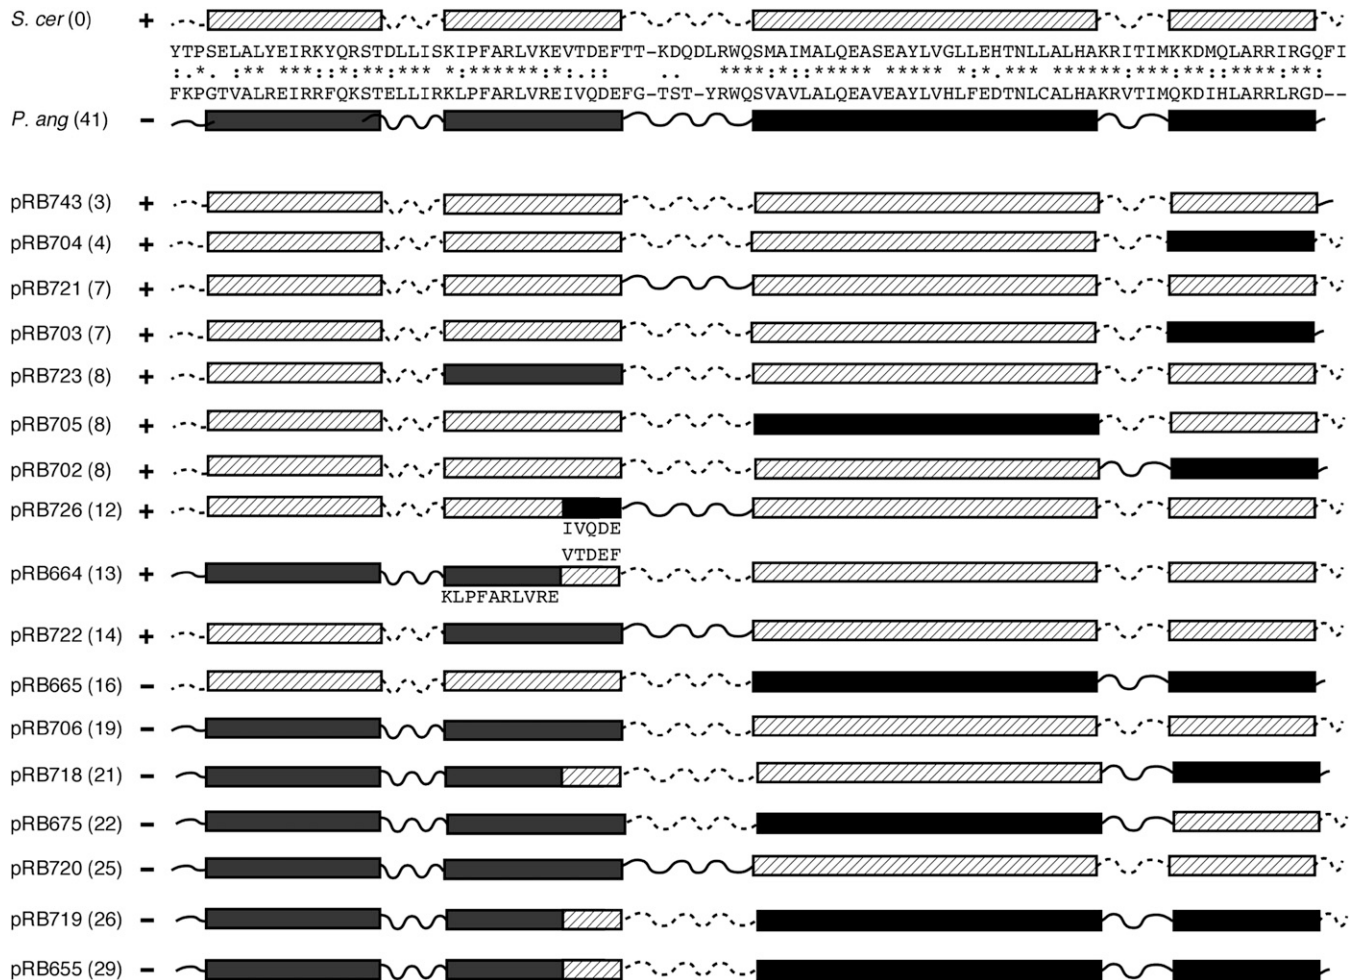 S. cer (0) +
YTPSELALYEIRKYQRSTDLLISKIPFARLVKEVTDEFTT-KDQDLRWQSMAIMALQEASEAYLVGLLEHTNLLALHAKRITIMKKDMQLARRIRGQFI
:.*. :** ***::*:**:*** *:******:*:.:: .. ****:*::***** ***** *:*:.*** *******:*** :*::****:**:
FKPGTVALREIRRFQKSTELLIRKLPFARLVREIVQDEFG-TST-YRWQSVAVLALQEAVEAYLVHLFEDTNLCALHAKRVTIMQKDIHLARRLRGD--
P. ang (41) -
pRB743 (3) +
pRB704 (4) +
pRB721 (7) +
pRB703 (7) +
pRB723 (8) +
pRB705 (8) +
pRB702 (8) +
pRB726 (12) +
IVQDE
VTDEF
pRB664 (13) +
KLPFARLVRE
pRB722 (14) +
pRB665 (16) -
pRB706 (19) -
pRB718 (21) -
pRB675 (22) -
pRB720 (25) -
pRB719 (26) -
pRB655 (29) -